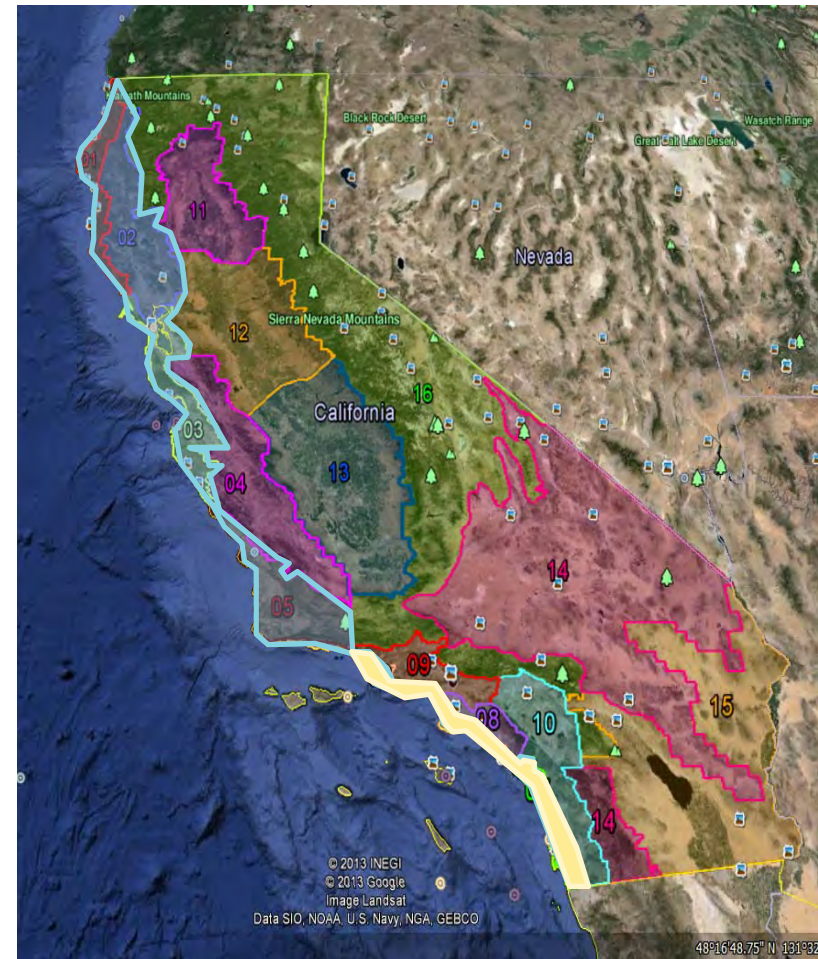 Klamath Mountains
Black Rock Desert
Wasatch Range
Great Salt Lake Desert
01
11
02
Nevada
12
Sierra Nevada Mountains
16
California
03
13
04
14
05
09
15
08
10
14
© 2013 INEGI
© 2013 Google
Image Landsat
Data SIO, NOAA, U.S. Navy, NGA, GEBCO
48°16'48.75" N 131°32